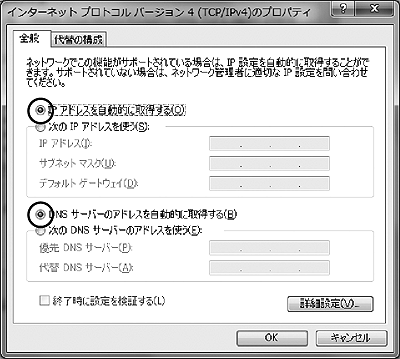 インターネット プロトコル バージョン 4 (TCP/IPv4)のプロパティ
全般
代替の構成
ネットワークでこの機能がサポートされている場合は、IP 設定を自動的に取得することがで
きます。サポートされていない場合は、ネットワーク管理者に適切な IP 設定を問い合わせ
てください。
IP アドレスを自動的に取得する(O)
次の IP アドレスを使う(S):
IP アドレス(I):
サブネット マスク(U):
デフォルト ゲートウェイ(D):
DNS サーバーのアドレスを自動的に取得する(B)
次の DNS サーバーのアドレスを使う(E):
優先 DNS サーバー(P):
代替 DNS サーバー(A):
終了時に設定を検証する(L)
詳細設定(V)...
OK
キャンセル